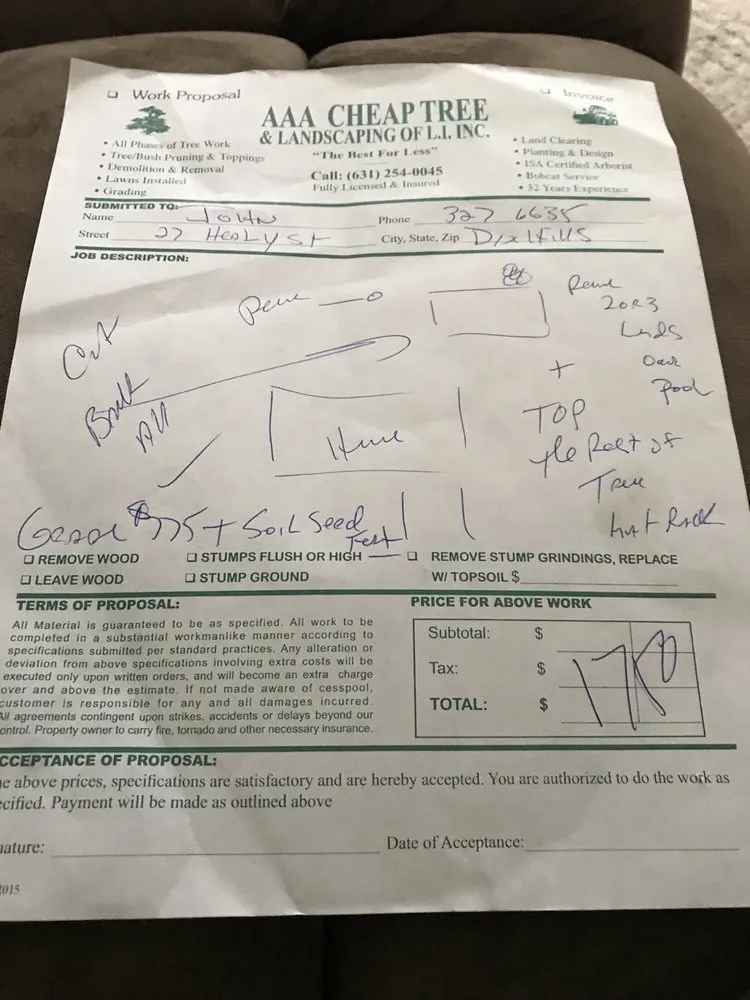 ❏ Work Proposal
❏ Invoice
AAA CHEAP TREE
& LANDSCAPING OF L.I. INC.
"The Best For Less"
Call: (631) 254-0045
Fully Licensed & Insured
• All Phases of Tree Work
• Tree/Bush Pruning & Toppings
• Demolition & Removal
• Lawns Installed
• Grading
• Land Clearing
• Planting & Design
• ISA Certified Arborist
• Bobcat Service
• 32 Years Experience
SUBMITTED TO:
Name JOHN Phone 327 6635
Street 27 Healy St City, State, Zip Dix Hills
JOB DESCRIPTION:
Cut
Back
All
House
2 OR 3
Over
Pool
+
TOP
the Rest of
Tree
hat Rack
$775 + Soil Seed
Fert
❏ REMOVE WOOD ❏ STUMPS FLUSH OR HIGH ❏ REMOVE STUMP GRINDINGS, REPLACE
❏ LEAVE WOOD ❏ STUMP GROUND W/ TOPSOIL $
TERMS OF PROPOSAL:
All Material is guaranteed to be as specified. All work to be
completed in a substantial workmanlike manner according to
specifications submitted per standard practices. Any alteration or
deviation from above specifications involving extra costs will be
executed only upon written orders, and will become an extra charge
over and above the estimate. If not made aware of cesspool,
customer is responsible for any and all damages incurred.
All agreements contingent upon strikes, accidents or delays beyond our
ontrol. Property owner to carry fire, tornado and other necessary insurance.
PRICE FOR ABOVE WORK
Subtotal: $
Tax: $
TOTAL: $
CCEPTANCE OF PROPOSAL:
e above prices, specifications are satisfactory and are hereby accepted. You are authorized to do the work as
cified. Payment will be made as outlined above
nature: Date of Acceptance:
2015